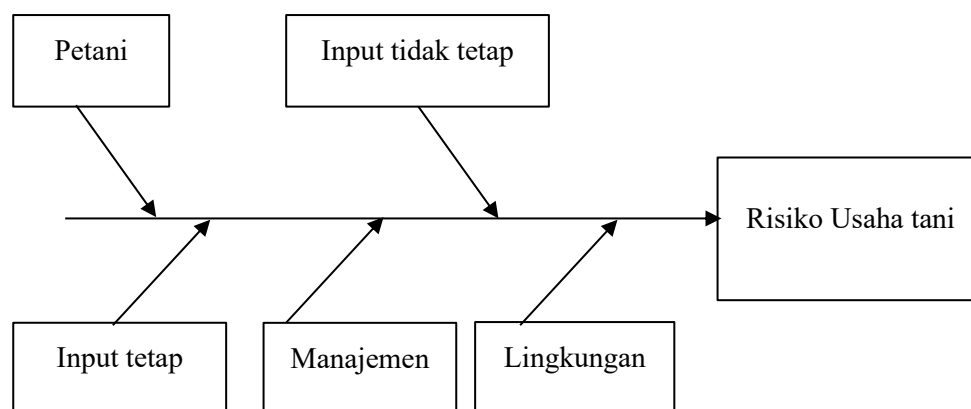 Petani
Input tidak tetap
Risiko Usaha tani
Input tetap
Manajemen
Lingkungan